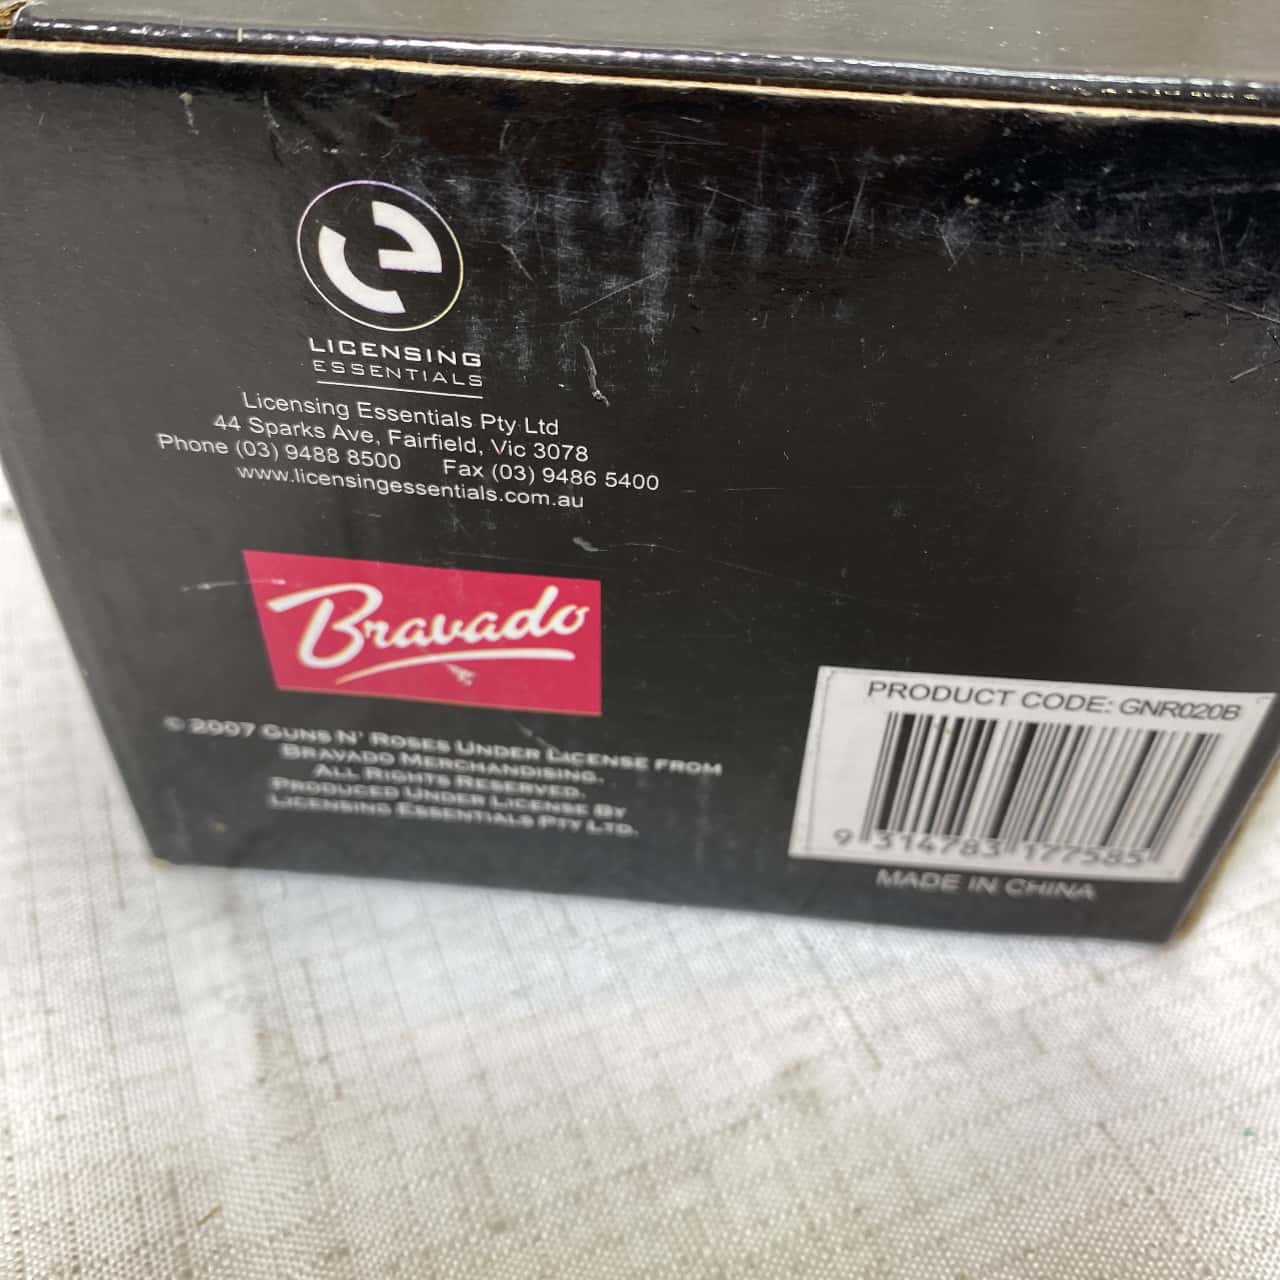 LICENSING
ESSENTIALS
Licensing Essentials Pty Ltd
44 Sparks Ave, Fairfield, Vic 3078
Phone (03) 9488 8500 Fax (03) 9486 5400
www.licensingessentials.com.au
Bravado
© 2007 GUNS N' ROSES UNDER LICENSE FROM
BRAVADO MERCHANDISING.
ALL RIGHTS RESERVED.
PRODUCED UNDER LICENSE BY
LICENSING ESSENTIALS PTY LTD.
PRODUCT CODE: GNR020B
9 314783 177585
MADE IN CHINA